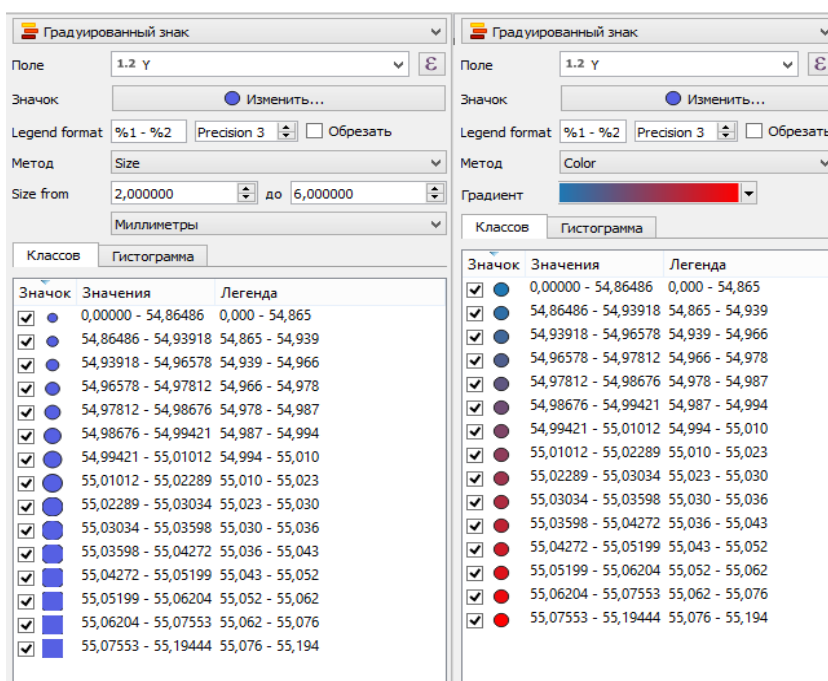 Градуированный знак
Поле 1.2 Y ε
Значок Изменить...
Legend format %1 - %2 Precision 3 Обрезать
Метод Size
Size from 2,000000 до 6,000000
Миллиметры
Классов Гистограмма
Значок Значения Легенда
0,00000 - 54,86486 0,000 - 54,865
54,86486 - 54,93918 54,865 - 54,939
54,93918 - 54,96578 54,939 - 54,966
54,96578 - 54,97812 54,966 - 54,978
54,97812 - 54,98676 54,978 - 54,987
54,98676 - 54,99421 54,987 - 54,994
54,99421 - 55,01012 54,994 - 55,010
55,01012 - 55,02289 55,010 - 55,023
55,02289 - 55,03034 55,023 - 55,030
55,03034 - 55,03598 55,030 - 55,036
55,03598 - 55,04272 55,036 - 55,043
55,04272 - 55,05199 55,043 - 55,052
55,05199 - 55,06204 55,052 - 55,062
55,06204 - 55,07553 55,062 - 55,076
55,07553 - 55,19444 55,076 - 55,194
Градуированный знак
Поле 1.2 Y ε
Значок Изменить...
Legend format %1 - %2 Precision 3 Обрезать
Метод Color
Градиент
Классов Гистограмма
Значок Значения Легенда
0,00000 - 54,86486 0,000 - 54,865
54,86486 - 54,93918 54,865 - 54,939
54,93918 - 54,96578 54,939 - 54,966
54,96578 - 54,97812 54,966 - 54,978
54,97812 - 54,98676 54,978 - 54,987
54,98676 - 54,99421 54,987 - 54,994
54,99421 - 55,01012 54,994 - 55,010
55,01012 - 55,02289 55,010 - 55,023
55,02289 - 55,03034 55,023 - 55,030
55,03034 - 55,03598 55,030 - 55,036
55,03598 - 55,04272 55,036 - 55,043
55,04272 - 55,05199 55,043 - 55,052
55,05199 - 55,06204 55,052 - 55,062
55,06204 - 55,07553 55,062 - 55,076
55,07553 - 55,19444 55,076 - 55,194